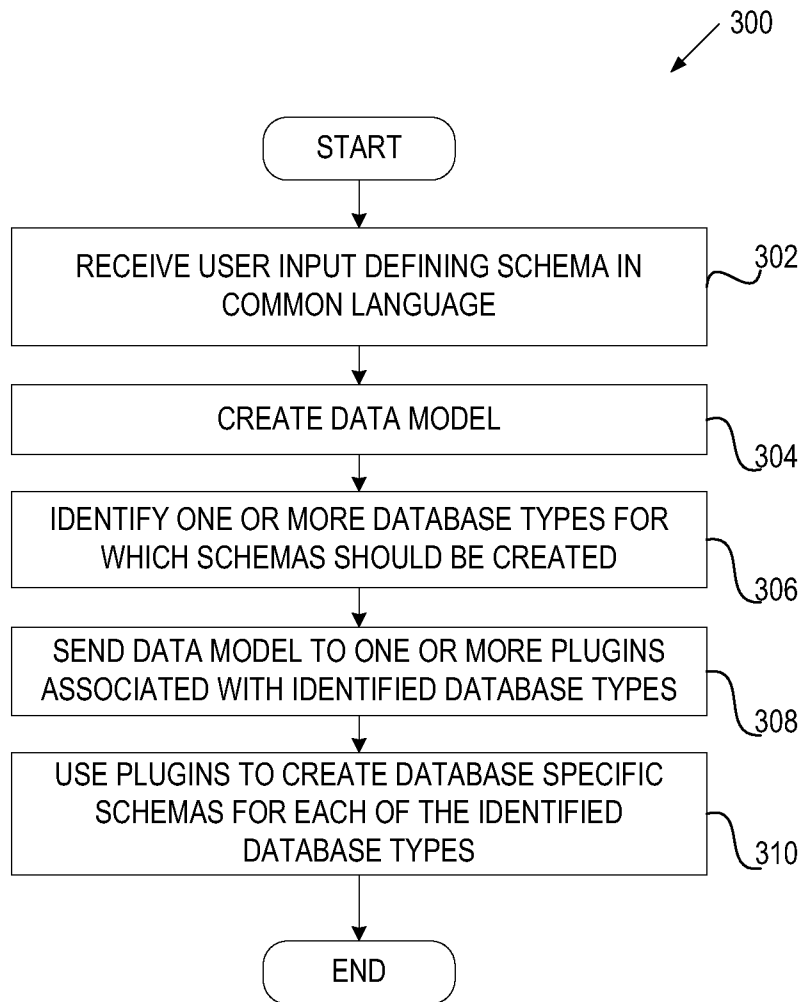 300
START
RECEIVE USER INPUT DEFINING SCHEMA IN
COMMON LANGUAGE
302
CREATE DATA MODEL
304
IDENTIFY ONE OR MORE DATABASE TYPES FOR
WHICH SCHEMAS SHOULD BE CREATED
306
SEND DATA MODEL TO ONE OR MORE PLUGINS
ASSOCIATED WITH IDENTIFIED DATABASE TYPES
308
USE PLUGINS TO CREATE DATABASE SPECIFIC
SCHEMAS FOR EACH OF THE IDENTIFIED
DATABASE TYPES
310
END